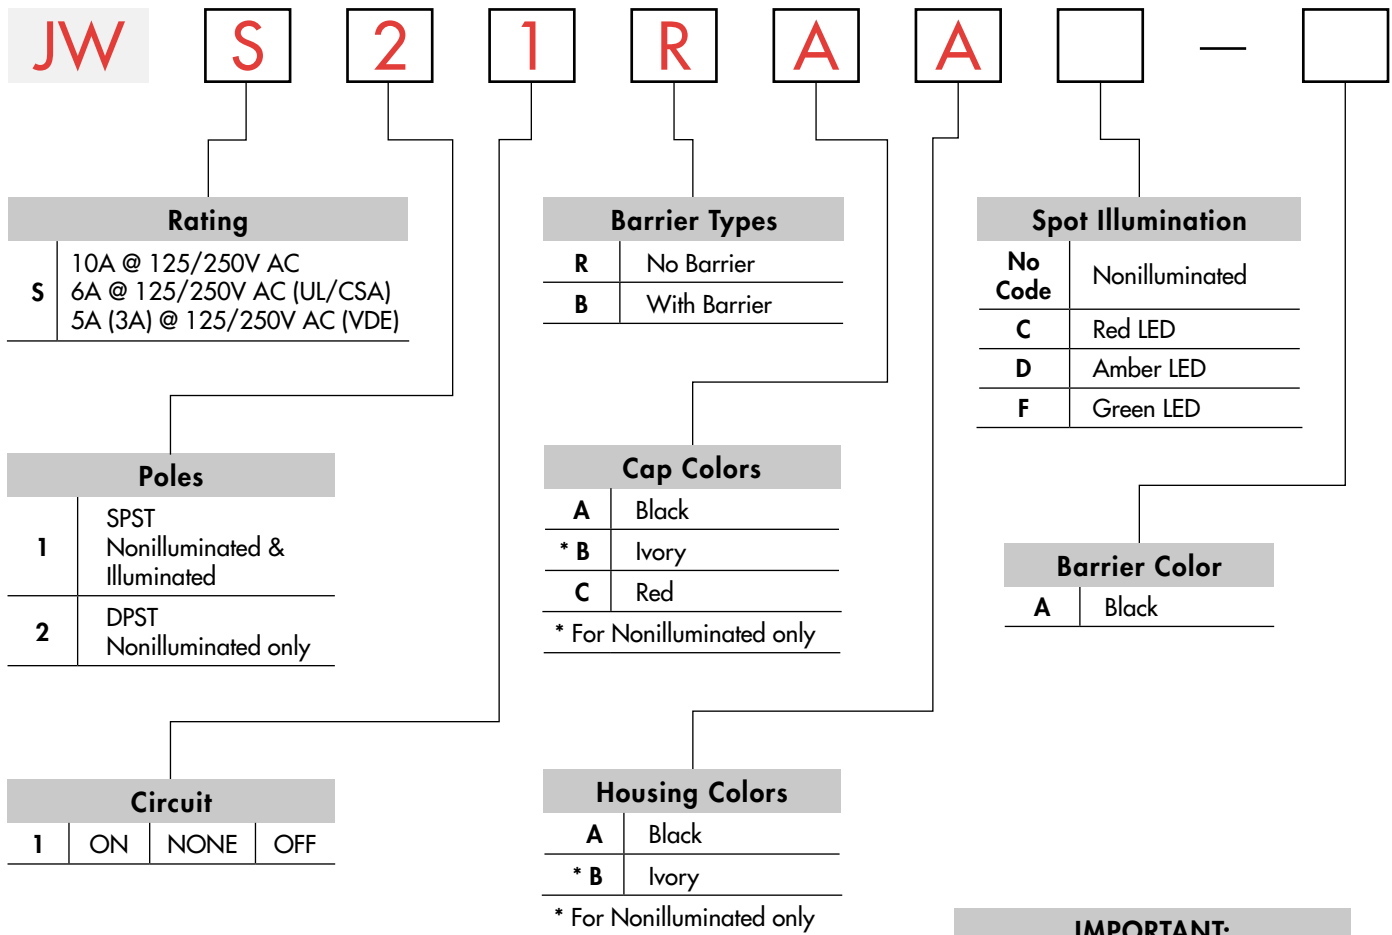 JW S 2 1 R A A —
Rating
S
10A @ 125/250V AC
6A @ 125/250V AC (UL/CSA)
5A (3A) @ 125/250V AC (VDE)
Poles
1
SPST
Nonilluminated &
Illuminated
2
DPST
Nonilluminated only
Circuit
1 ON NONE OFF
Barrier Types
R No Barrier
B With Barrier
Cap Colors
A Black
* B Ivory
C Red
* For Nonilluminated only
Housing Colors
A Black
* B Ivory
* For Nonilluminated only
Spot Illumination
No
Code
Nonilluminated
C Red LED
D Amber LED
F Green LED
Barrier Color
A Black
IMPORTANT: